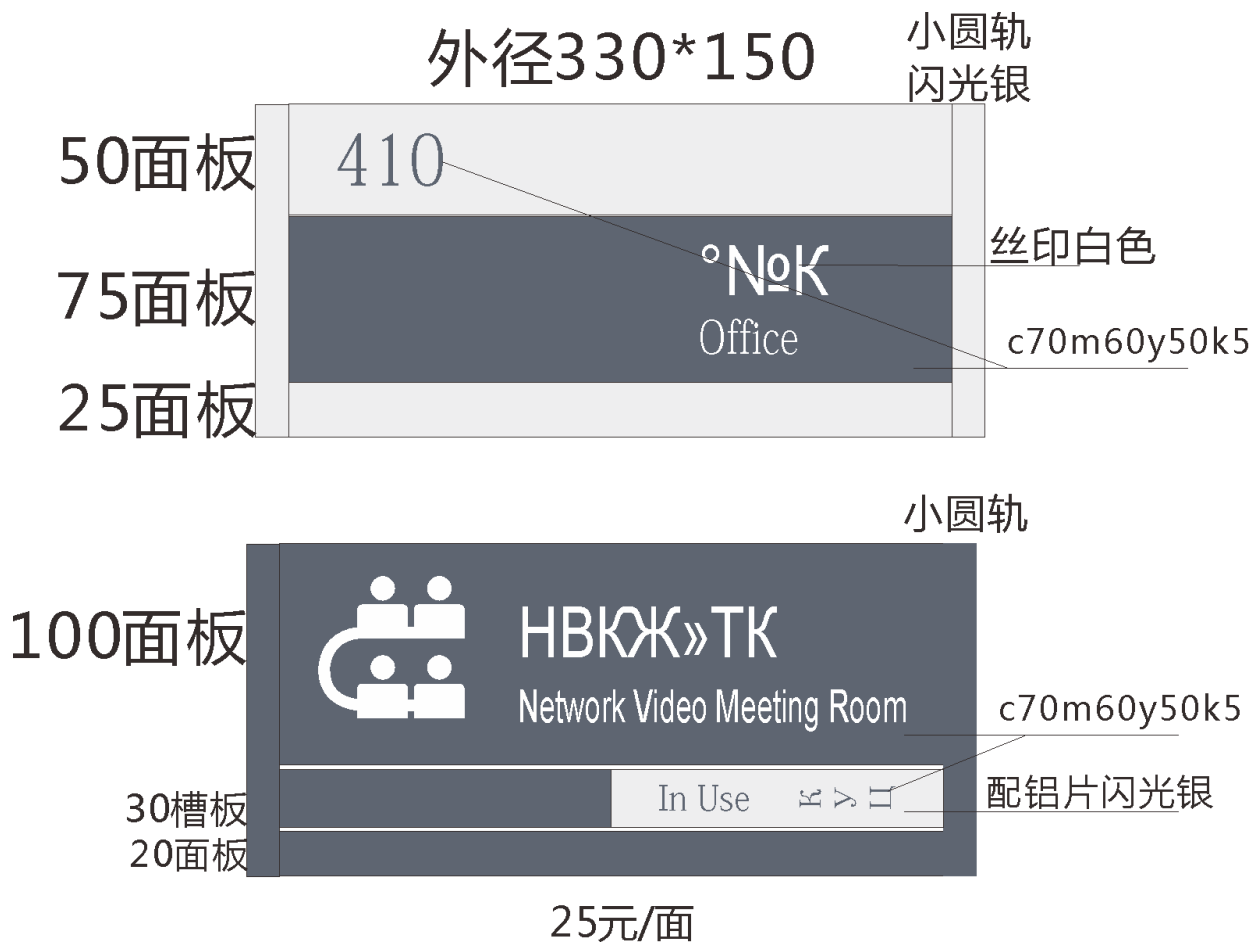 外径330*150
小圆轨
闪光银
50面板
410
75面板
°№К
丝印白色
Office
c70m60y50k5
25面板
小圆轨
100面板
НВКЖ»ТК
Network Video Meeting Room
c70m60y50k5
30槽板
In Use
К У П
配铝片闪光银
20面板
25元/面